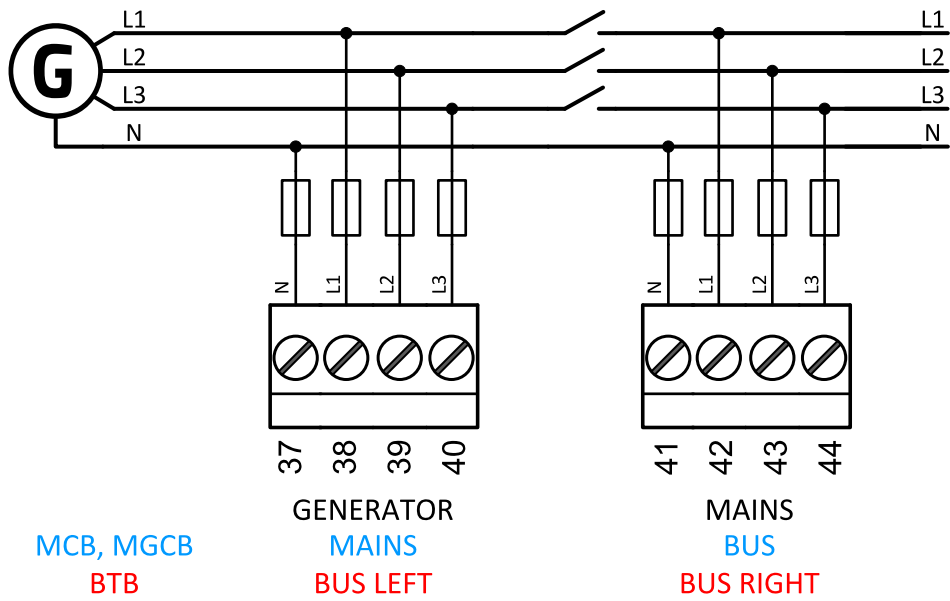 L1 L1
G L2 L2
L3 L3
N N
N L1 L2 L3 N L1 L2 L3
37 38 39 40 41 42 43 44
GENERATOR MAINS
MCB, MGCB MAINS BUS
BTB BUS LEFT BUS RIGHT